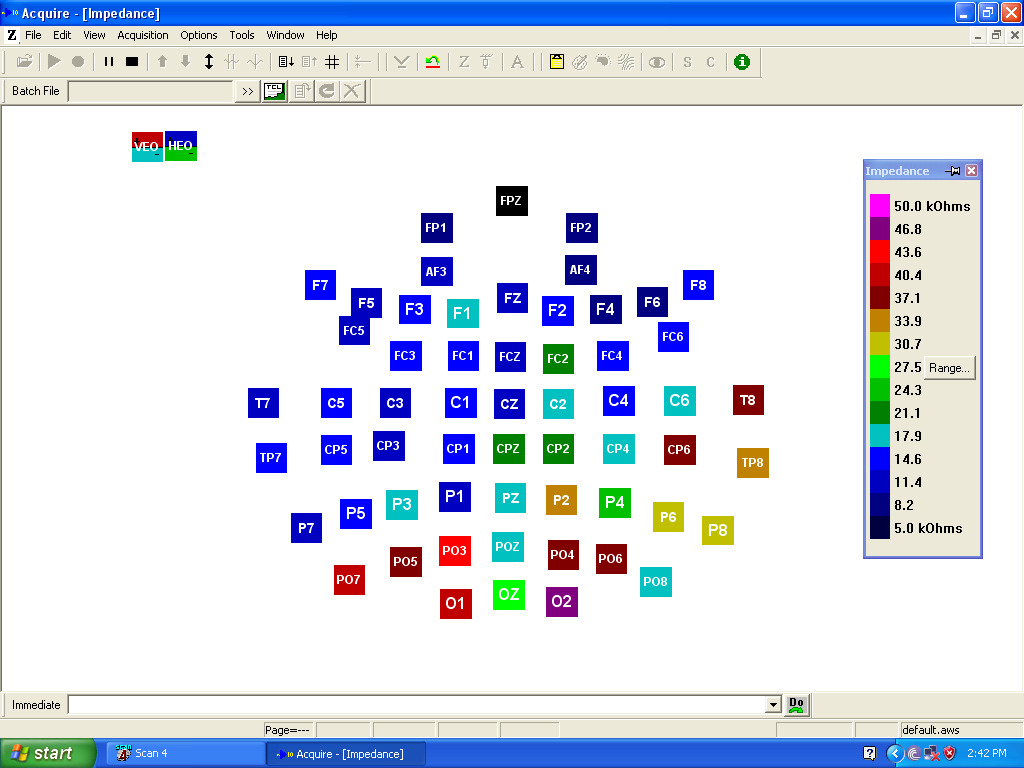 Acquire - [Impedance]
File Edit View Acquisition Options Tools Window Help
Batch File >> TCL
VEO HEO
FPZ
FP1 FP2
AF3 AF4
F7 F5 F3 F1 FZ F2 F4 F6 F8
FC5 FC3 FC1 FCZ FC2 FC4 FC6
T7 C5 C3 C1 CZ C2 C4 C6 T8
TP7 CP5 CP3 CP1 CPZ CP2 CP4 CP6 TP8
P7 P5 P3 P1 PZ P2 P4 P6 P8
PO7 PO5 PO3 POZ PO4 PO6 PO8
O1 OZ O2
Impedance
50.0 kOhms
46.8
43.6
40.4
37.1
33.9
30.7
27.5 Range...
24.3
21.1
17.9
14.6
11.4
8.2
5.0 kOhms
Immediate Do
Page=--- default.aws
start Scan 4 Acquire - [Impedance] 2:42 PM